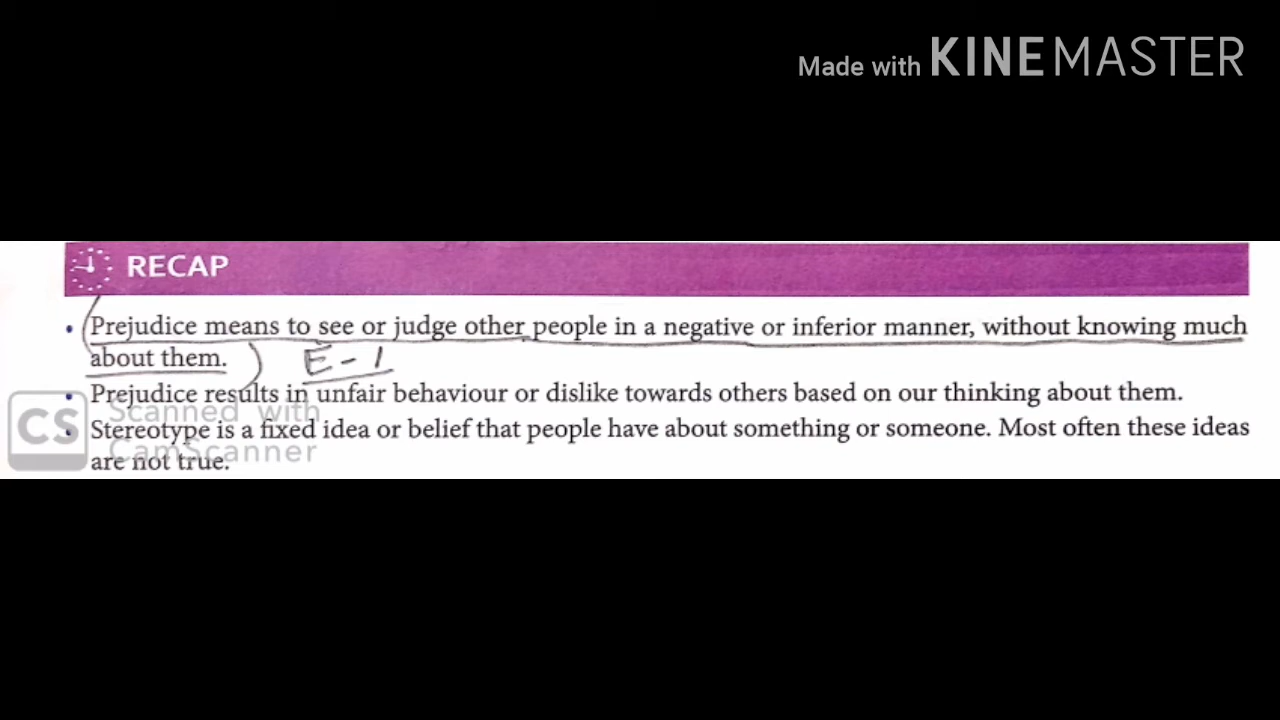 Made with KINEMASTER
RECAP
• Prejudice means to see or judge other people in a negative or inferior manner, without knowing much
about them. E-1
• Prejudice results in unfair behaviour or dislike towards others based on our thinking about them.
CS Scanned with
• Stereotype is a fixed idea or belief that people have about something or someone. Most often these ideas
CamScanner
are not true.